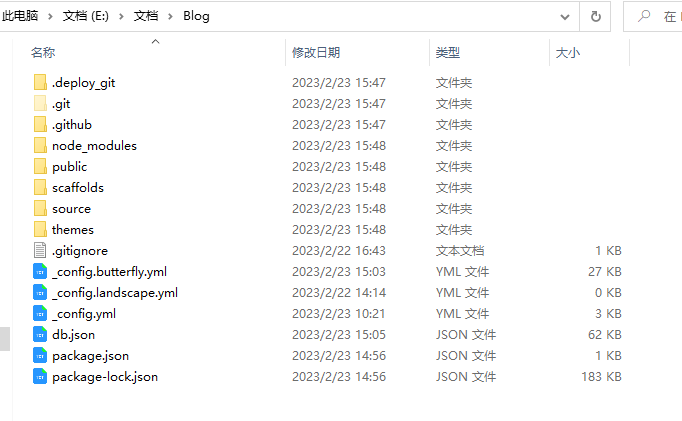 此电脑 > 文档 (E:) > 文档 > Blog 在
名称 修改日期 类型 大小
.deploy_git 2023/2/23 15:47 文件夹
.git 2023/2/23 15:47 文件夹
.github 2023/2/23 15:47 文件夹
node_modules 2023/2/23 15:48 文件夹
public 2023/2/23 15:48 文件夹
scaffolds 2023/2/23 15:48 文件夹
source 2023/2/23 15:48 文件夹
themes 2023/2/23 15:48 文件夹
.gitignore 2023/2/22 16:43 文本文档 1 KB
_config.butterfly.yml 2023/2/23 15:03 YML 文件 27 KB
_config.landscape.yml 2023/2/22 14:14 YML 文件 0 KB
_config.yml 2023/2/23 10:21 YML 文件 3 KB
db.json 2023/2/23 15:05 JSON 文件 62 KB
package.json 2023/2/23 14:56 JSON 文件 1 KB
package-lock.json 2023/2/23 14:56 JSON 文件 183 KB